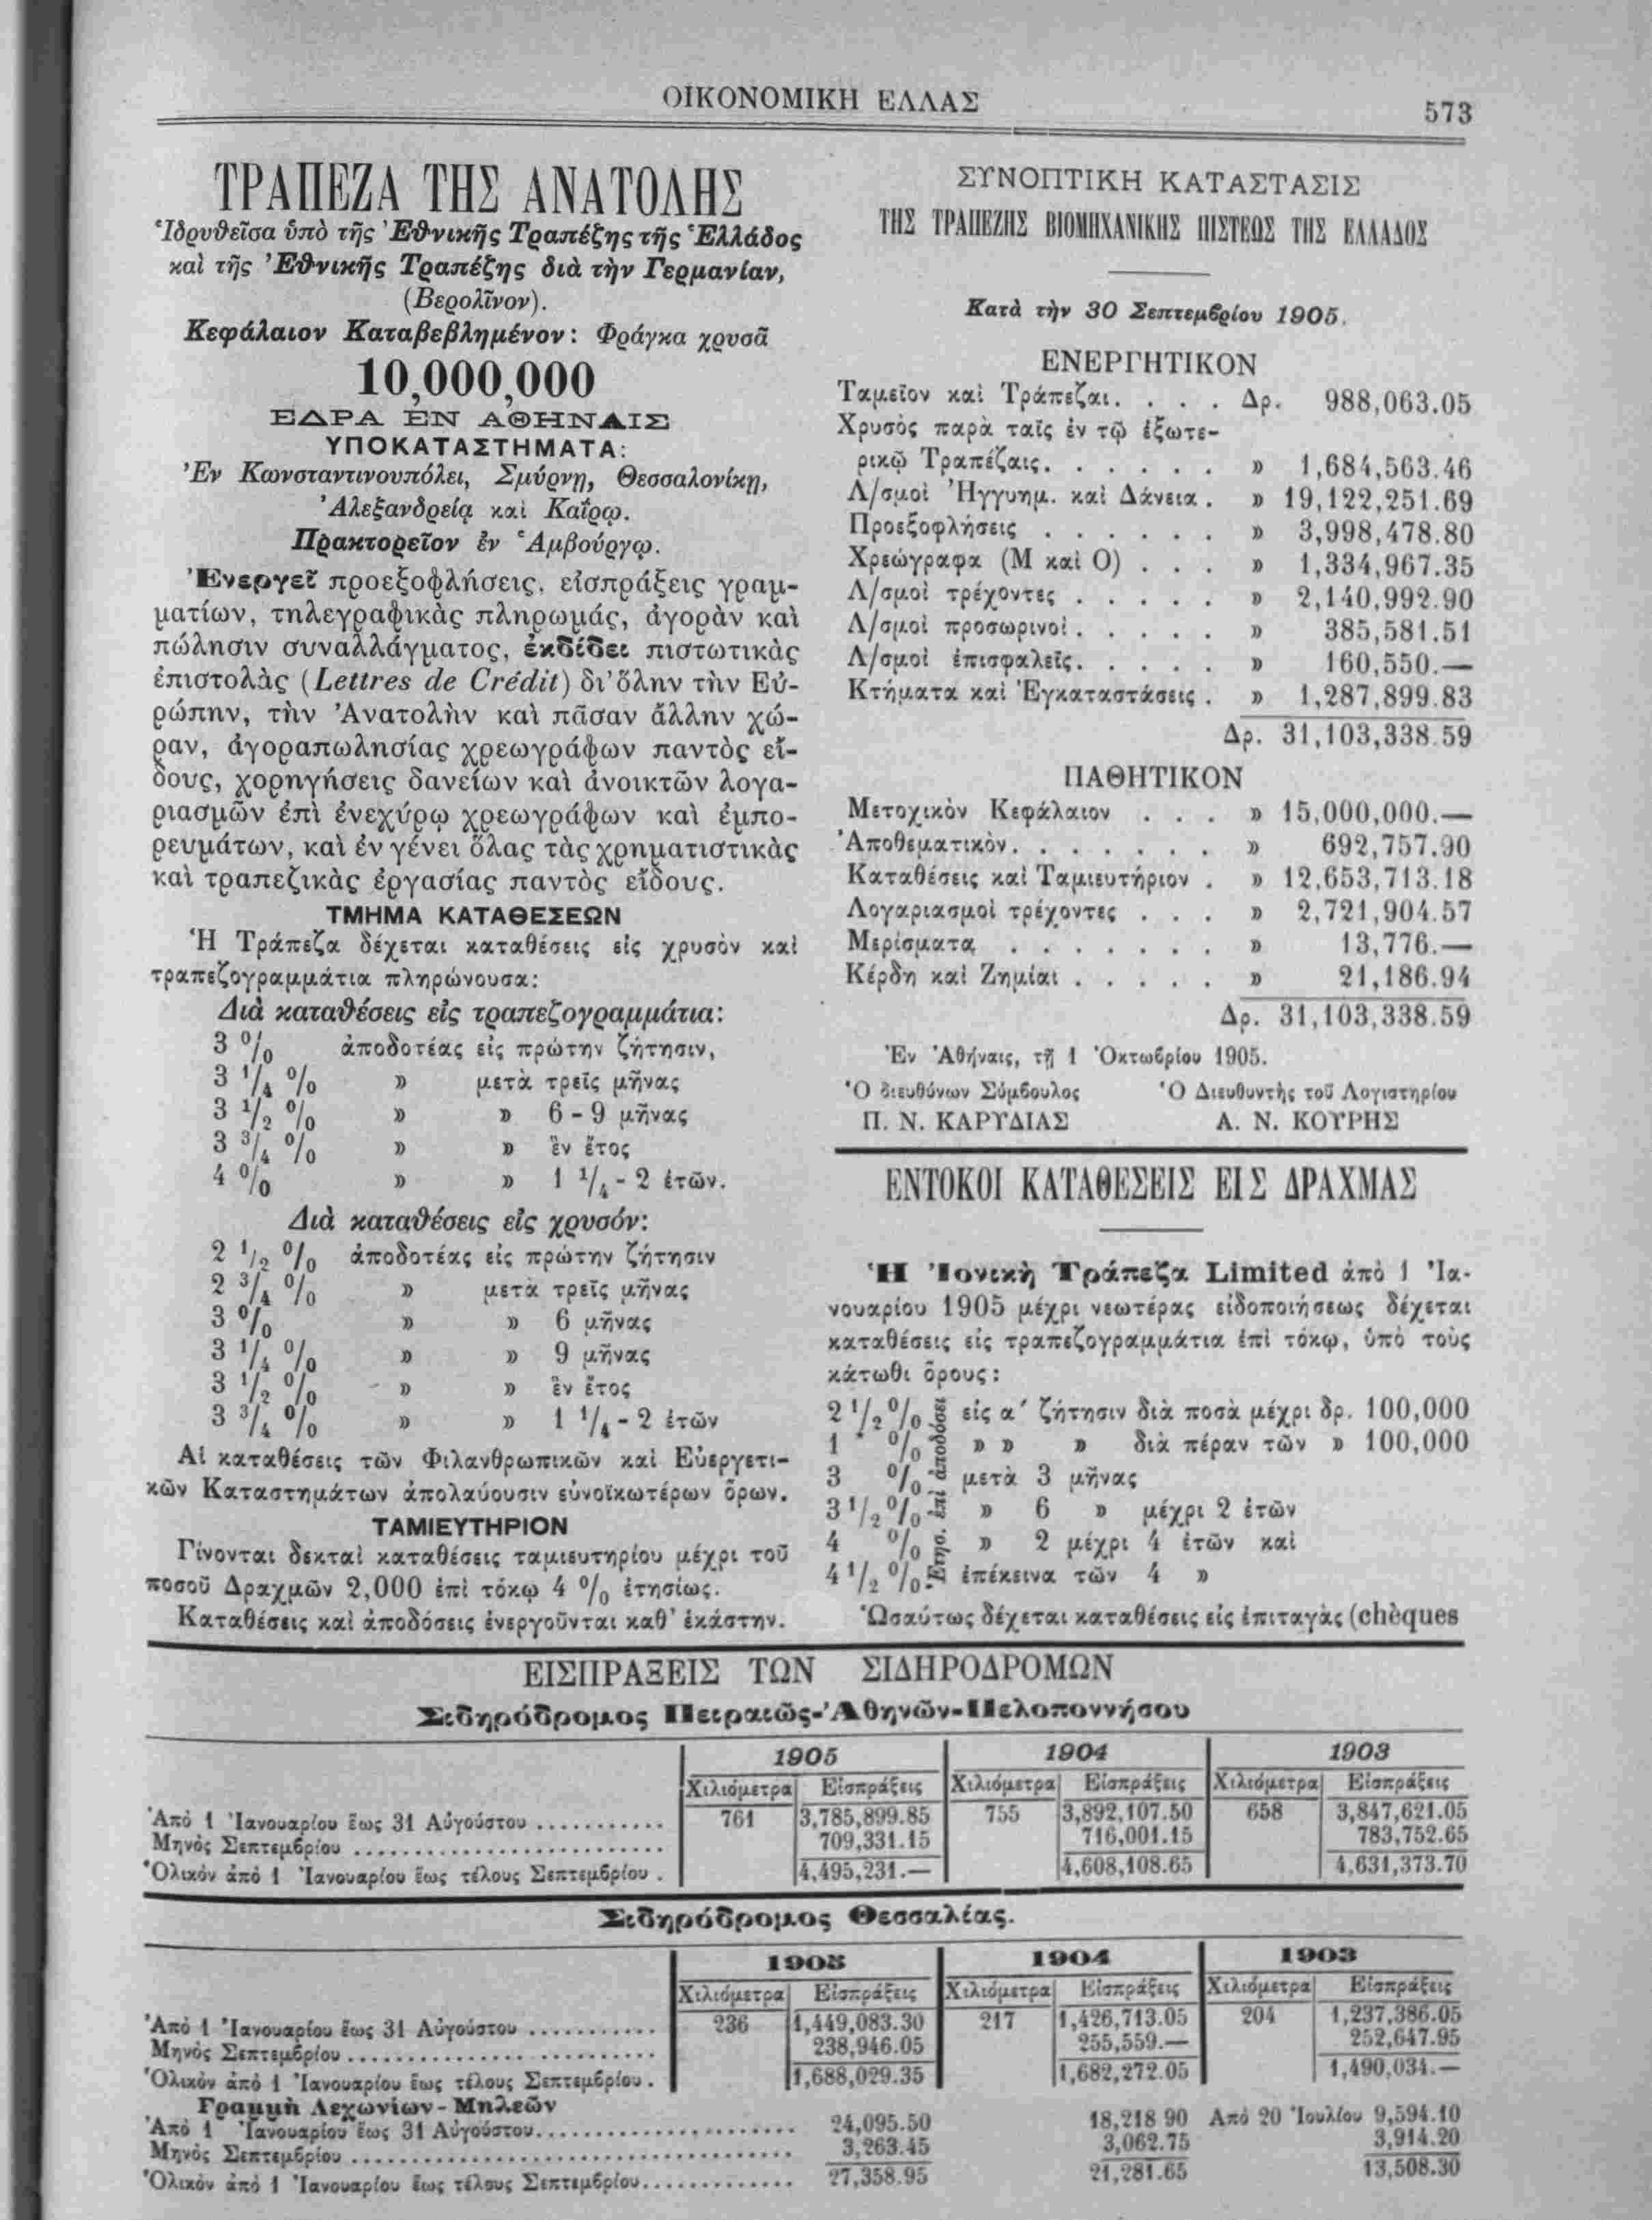 ΟΙΚΟΝΟΜΙΚΗ ΕΛΛΑΣ
573
ΤΡΑΠΕΖΑ ΤΗΣ ΑΝΑΤΟΛΗΣ
Ἱδρυθεῖσα ὑπὸ τῆς Ἐθνικῆς Τραπέζης τῆς Ἑλλάδος
καὶ τῆς Ἐθνικῆς Τραπέζης διὰ τὴν Γερμανίαν,
(Βερολῖνον).
Κεφάλαιον Καταβεβλημένον: Φράγκα χρυσᾶ
10,000,000
ΕΔΡΑ ΕΝ ΑΘΗΝΑΙΣ
ΥΠΟΚΑΤΑΣΤΗΜΑΤΑ:
Ἐν Κωνσταντινουπόλει, Σμύρνῃ, Θεσσαλονίκῃ,
Ἀλεξανδρείᾳ καὶ Καΐρῳ.
Πρακτορεῖον ἐν Ἁμβούργῳ.
Ἐνεργεῖ προεξοφλήσεις, εἰσπράξεις γραμ-
ματίων, τηλεγραφικὰς πληρωμάς, ἀγορὰν καὶ
πώλησιν συναλλάγματος, ἐκδίδει πιστωτικὰς
ἐπιστολὰς (Lettres de Crédit) δι' ὅλην τὴν Εὐ-
ρώπην, τὴν Ἀνατολὴν καὶ πᾶσαν ἄλλην χώ-
ραν, ἀγοραπωλησίας χρεωγράφων παντὸς εἴ-
δους, χορηγήσεις δανείων καὶ ἀνοικτῶν λογα-
ριασμῶν ἐπὶ ἐνεχύρῳ χρεωγράφων καὶ ἐμπο-
ρευμάτων, καὶ ἐν γένει ὅλας τὰς χρηματιστικὰς
καὶ τραπεζικὰς ἐργασίας παντὸς εἴδους.
ΤΜΗΜΑ ΚΑΤΑΘΕΣΕΩΝ
Ἡ Τράπεζα δέχεται καταθέσεις εἰς χρυσὸν καὶ
τραπεζογραμμάτια πληρώνουσα:
Διὰ καταθέσεις εἰς τραπεζογραμμάτια:
3 % ἀποδοτέας εἰς πρώτην ζήτησιν,
3 1/4 % » μετὰ τρεῖς μῆνας
3 1/2 % » » 6 - 9 μῆνας
3 3/4 % » » ἓν ἔτος
4 % » » 1 1/4 - 2 ἐτῶν.
Διὰ καταθέσεις εἰς χρυσόν:
2 1/2 % ἀποδοτέας εἰς πρώτην ζήτησιν
2 3/4 % » μετὰ τρεῖς μῆνας
3 % » » 6 μῆνας
3 1/4 % » » 9 μῆνας
3 1/2 % » » ἓν ἔτος
3 3/4 % » » 1 1/4 - 2 ἐτῶν
Αἱ καταθέσεις τῶν Φιλανθρωπικῶν καὶ Εὐεργετι-
κῶν Καταστημάτων ἀπολαύουσιν εὐνοϊκωτέρων ὅρων.
ΤΑΜΙΕΥΤΗΡΙΟΝ
Γίνονται δεκταὶ καταθέσεις ταμιευτηρίου μέχρι τοῦ
ποσοῦ Δραχμῶν 2,000 ἐπὶ τόκῳ 4 % ἐτησίως.
Καταθέσεις καὶ ἀποδόσεις ἐνεργοῦνται καθ' ἑκάστην.
ΣΥΝΟΠΤΙΚΗ ΚΑΤΑΣΤΑΣΙΣ
ΤΗΣ ΤΡΑΠΕΖΗΣ ΒΙΟΜΗΧΑΝΙΚΗΣ ΠΙΣΤΕΩΣ ΤΗΣ ΕΛΛΑΔΟΣ
Κατὰ τὴν 30 Σεπτεμβρίου 1905.
ΕΝΕΡΓΗΤΙΚΟΝ
Ταμεῖον καὶ Τράπεζαι. . . . Δρ. 988,063.05
Χρυσὸς παρὰ ταῖς ἐν τῷ ἐξωτε-
ρικῷ Τραπέζαις. . . . . . » 1,684,563.46
Λ/σμοὶ Ἠγγυημ. καὶ Δάνεια. » 19,122,251.69
Προεξοφλήσεις . . . . . . » 3,998,478.80
Χρεώγραφα (Μ καὶ Ο) . . . » 1,334,967.35
Λ/σμοὶ τρέχοντες . . . . . » 2,140,992.90
Λ/σμοὶ προσωρινοί. . . . . » 385,581.51
Λ/σμοὶ ἐπισφαλεῖς. . . . . » 160,550.—
Κτήματα καὶ Ἐγκαταστάσεις. » 1,287,899.83
Δρ. 31,103,338.59
ΠΑΘΗΤΙΚΟΝ
Μετοχικὸν Κεφάλαιον . . . » 15,000,000.—
Ἀποθεματικὸν. . . . . . . » 692,757.90
Καταθέσεις καὶ Ταμιευτήριον . » 12,653,713.18
Λογαριασμοὶ τρέχοντες . . . » 2,721,904.57
Μερίσματα . . . . . . . » 13,776.—
Κέρδη καὶ Ζημίαι . . . . . » 21,186.94
Δρ. 31,103,338.59
Ἐν Ἀθήναις, τῇ 1 Ὀκτωβρίου 1905.
Ὁ διευθύνων Σύμβουλος Ὁ Διευθυντὴς τοῦ Λογιστηρίου
Π. Ν. ΚΑΡΥΔΙΑΣ Α. Ν. ΚΟΥΡΗΣ
ΕΝΤΟΚΟΙ ΚΑΤΑΘΕΣΕΙΣ ΕΙΣ ΔΡΑΧΜΑΣ
Ἡ Ἰονικὴ Τράπεζα Limited ἀπὸ 1 Ἰα-
νουαρίου 1905 μέχρι νεωτέρας εἰδοποιήσεως δέχεται
καταθέσεις εἰς τραπεζογραμμάτια ἐπὶ τόκῳ, ὑπὸ τοὺς
κάτωθι ὅρους:
Ἐτησ. ἐπὶ ἀποδόσει
2 1/2 % εἰς α΄ ζήτησιν διὰ ποσὰ μέχρι δρ. 100,000
1 % » » » διὰ πέραν τῶν » 100,000
3 % μετὰ 3 μῆνας
3 1/2 % » 6 » μέχρι 2 ἐτῶν
4 % » 2 μέχρι 4 ἐτῶν καὶ
4 1/2 % ἐπέκεινα τῶν 4 »
Ὡσαύτως δέχεται καταθέσεις εἰς ἐπιταγὰς (chèques
ΕΙΣΠΡΑΞΕΙΣ ΤΩΝ ΣΙΔΗΡΟΔΡΟΜΩΝ
Σιδηρόδρομος Πειραιῶς-Ἀθηνῶν-Πελοποννήσου
1905 1904 1903
Χιλιόμετρα Εἰσπράξεις Χιλιόμετρα Εἰσπράξεις Χιλιόμετρα Εἰσπράξεις
Ἀπὸ 1 Ἰανουαρίου ἕως 31 Αὐγούστου ........... 761 3,785,899.85 755 3,892,107.50 658 3,847,621.05
Μηνὸς Σεπτεμβρίου ........................... 709,331.15 716,001.15 783,752.65
Ὁλικόν ἀπὸ 1 Ἰανουαρίου ἕως τέλους Σεπτεμβρίου . 4,495,231.— 4,608,108.65 4,631,373.70
Σιδηρόδρομος Θεσσαλίας.
1905 1904 1903
Χιλιόμετρα Εἰσπράξεις Χιλιόμετρα Εἰσπράξεις Χιλιόμετρα Εἰσπράξεις
Ἀπὸ 1 Ἰανουαρίου ἕως 31 Αὐγούστου ........... 236 1,449,083.30 217 1,426,713.05 204 1,237,386.05
Μηνὸς Σεπτεμβρίου ........................... 238,946.05 255,559.— 252,647.95
Ὁλικὸν ἀπὸ 1 Ἰανουαρίου ἕως τέλους Σεπτεμβρίου . 1,688,029.35 1,682,272.05 1,490,034.—
Γραμμὴ Λεχωνίων - Μηλεῶν
Ἀπὸ 1 Ἰανουαρίου ἕως 31 Αὐγούστου........... 24,095.50 18,218 90 Ἀπὸ 20 Ἰουλίου 9,594.10
Μηνὸς Σεπτεμβρίου ........................... 3,263.45 3,062.75 3,914.20
Ὁλικόν ἀπὸ 1 Ἰανουαρίου ἕως τέλους Σεπτεμβρίου........... 27,358.95 21,281.65 13,508.30